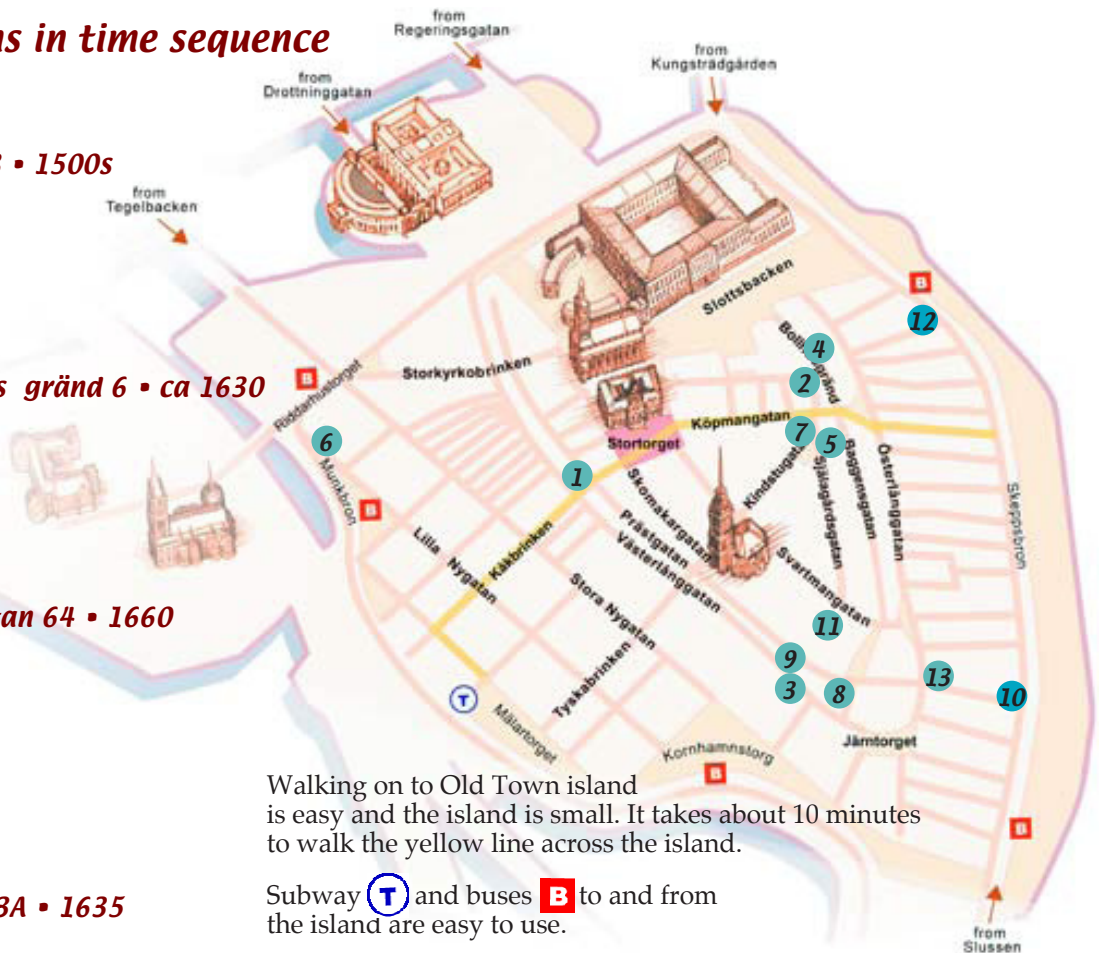 ns in time sequence
from
Regeringsgatan
from
Kungsträdgården
from
Drottninggatan
• 1500s
from
Tegelbacken
B
Slottsbacken
12
4
2
s gränd 6 • ca 1630
B
Storkyrkobrinken
Riddarhustorget
Köpmangatan
7
5
6
Stortorget
1
Munkbron
B
Skomakargatan
Kindstugatan
Själagårdsgatan
Baggensgatan
Österlånggatan
Skeppsbron
Prästgatan
Västerlånggatan
Lilla Nygatan
Kåkbrinken
Stora Nygatan
Svartmangatan
an 64 • 1660
11
9
3
8
13
10
T
Tyskabrinken
Mälartorget
Kornhamnstorg
Järntorget
B
B
Walking on to Old Town island
is easy and the island is small. It takes about 10 minutes
to walk the yellow line across the island.
Subway T and buses B to and from
the island are easy to use.
3A • 1635
from
Slussen